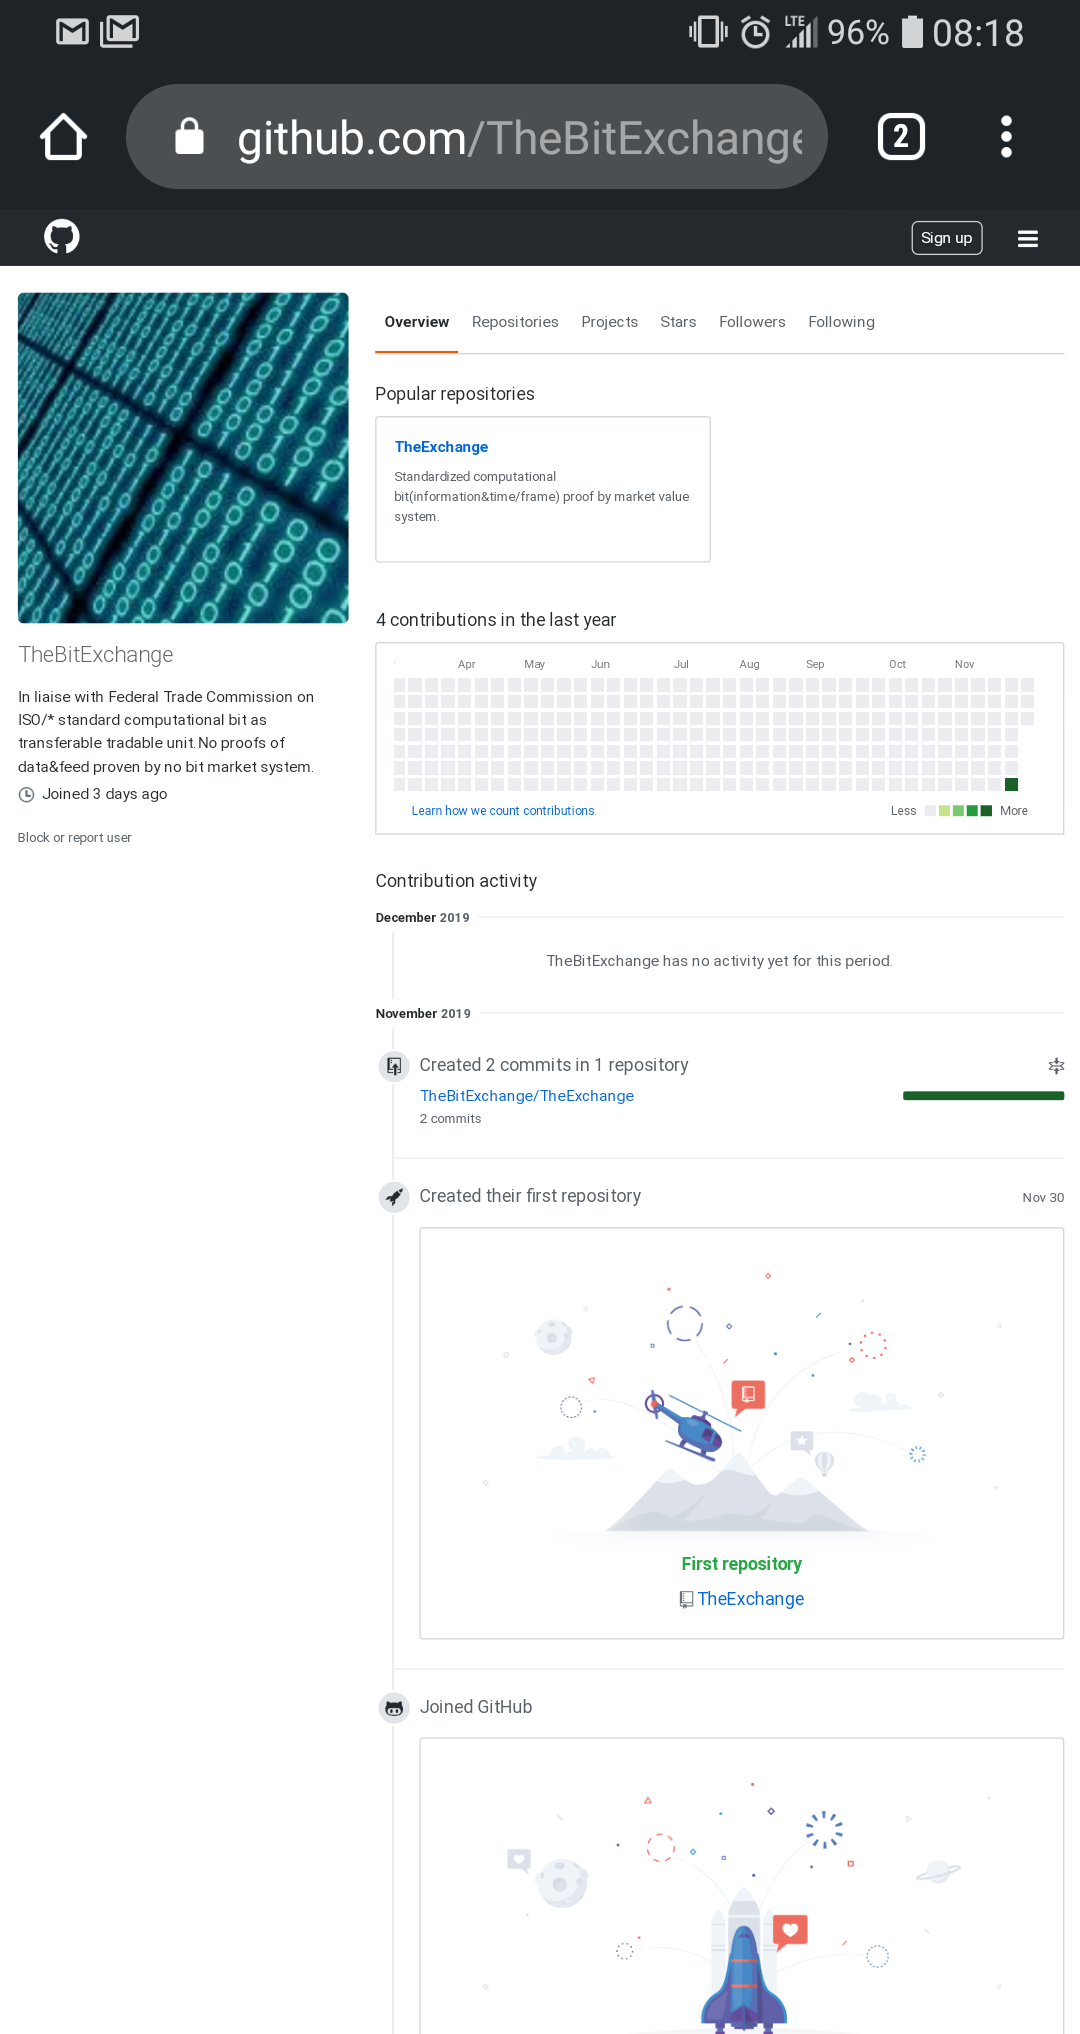 LTE 96% 08:18
github.com/TheBitExchange
2
Sign up
Overview Repositories Projects Stars Followers Following
Popular repositories
TheExchange
Standardized computational
bit(information&time/frame) proof by market value
system.
4 contributions in the last year
Apr May Jun Jul Aug Sep Oct Nov
Learn how we count contributions.
Less More
TheBitExchange
In liaise with Federal Trade Commission on
ISO/* standard computational bit as
transferable tradable unit.No proofs of
data&feed proven by no bit market system.
Joined 3 days ago
Block or report user
Contribution activity
December 2019
TheBitExchange has no activity yet for this period.
November 2019
Created 2 commits in 1 repository
TheBitExchange/TheExchange
2 commits
Created their first repository
Nov 30
First repository
TheExchange
Joined GitHub